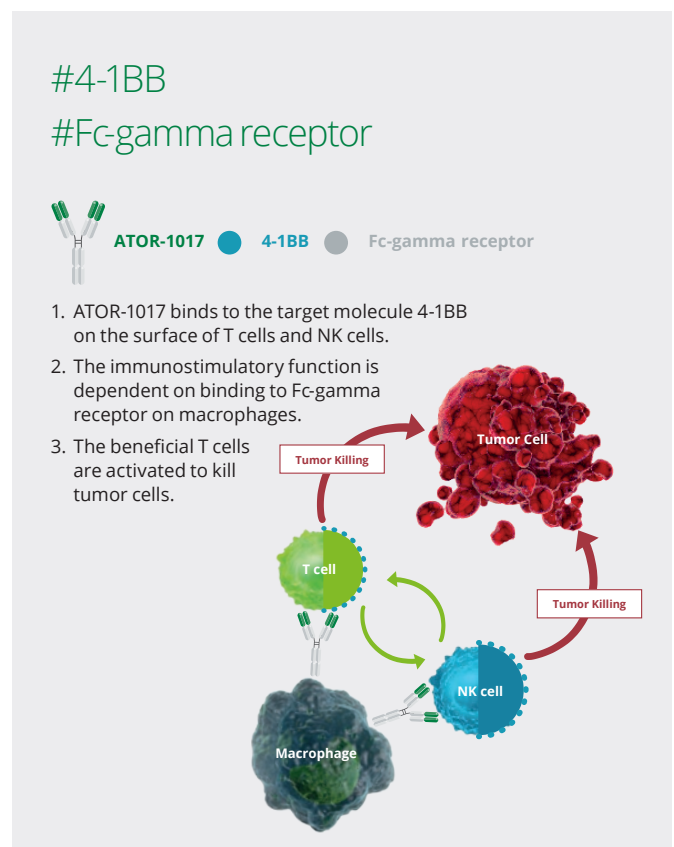 #4-1BB
#Fc-gamma receptor
ATOR-1017 4-1BB Fc-gamma receptor
1. ATOR-1017 binds to the target molecule 4-1BB
on the surface of T cells and NK cells.
2. The immunostimulatory function is
dependent on binding to Fc-gamma
receptor on macrophages.
3. The beneficial T cells
are activated to kill
tumor cells.
Tumor Cell
Tumor Killing
T cell
Tumor Killing
NK cell
Macrophage